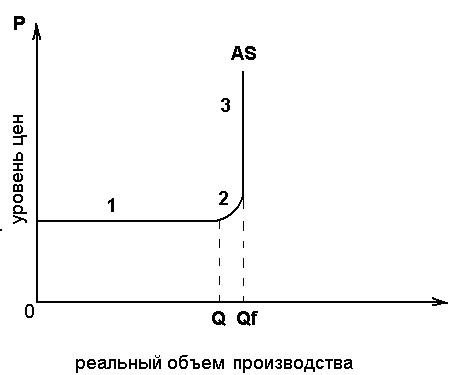 P
AS
3
уровень цен
1
2
0
Q Qf
реальный объем производства